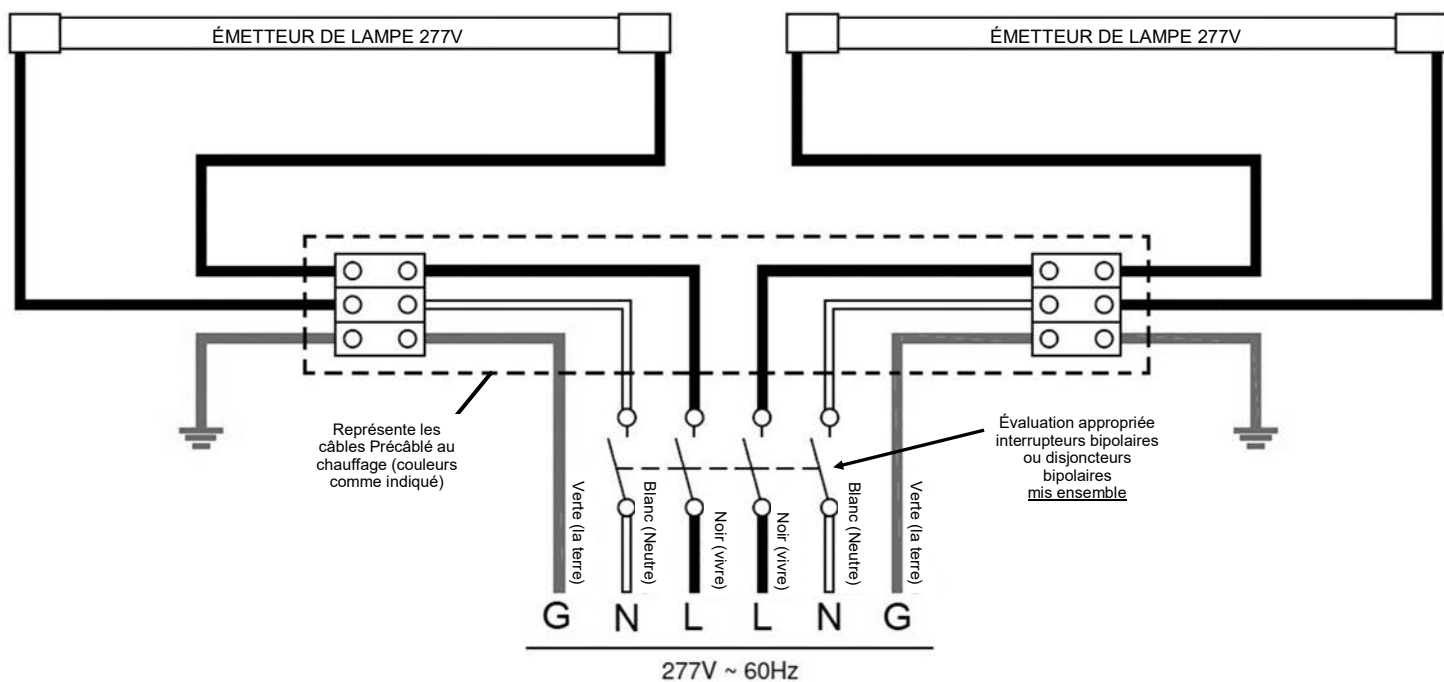 ÉMETTEUR DE LAMPE 277V
ÉMETTEUR DE LAMPE 277V
Représente les
câbles Précâblé au
chauffage (couleurs
comme indiqué)
Évaluation appropriée
interrupteurs bipolaires
ou disjoncteurs
bipolaires
mis ensemble
Verte (la terre)
Blanc (Neutre)
Noir (vivre)
Noir (vivre)
Blanc (Neutre)
Verte (la terre)
G N L L N G
277V ~ 60Hz